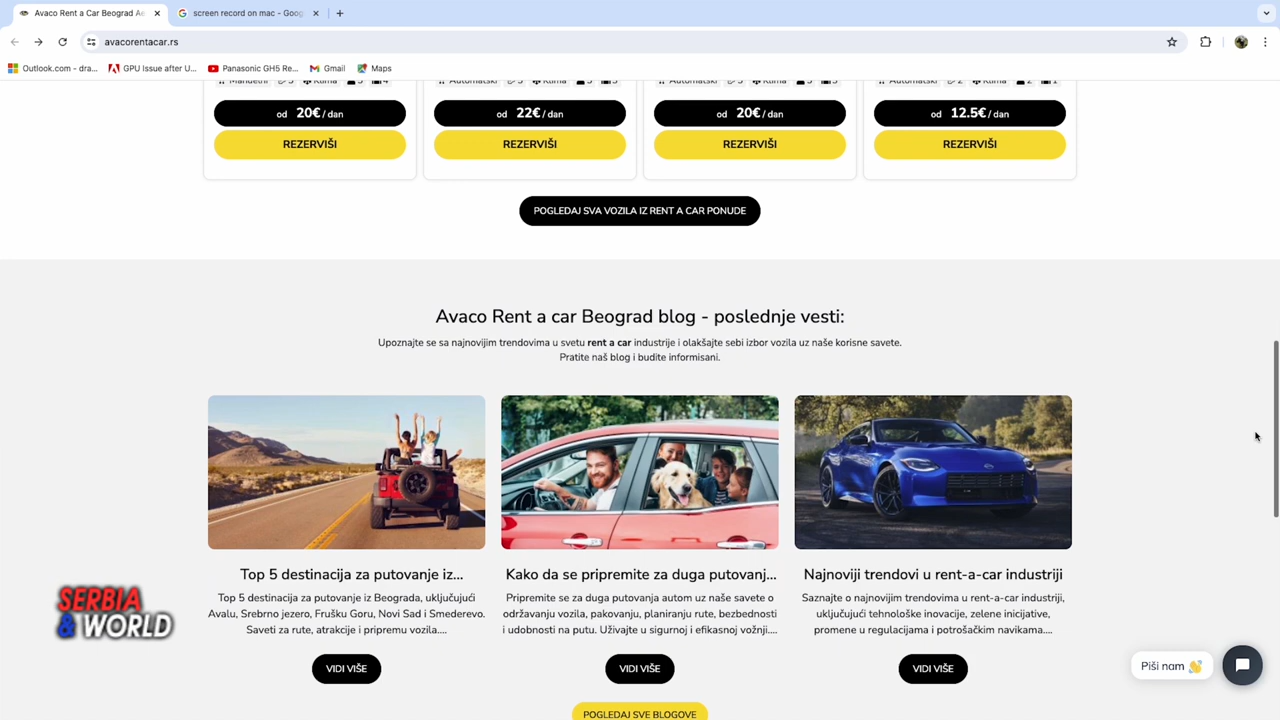 Avaco Rent a Car Beograd Ae
screen record on mac - Goog
avacorentacar.rs
Outlook.com - dra...
GPU Issue after U...
Panasonic GH5 Re...
Gmail
Maps
od 20€ / dan
od 22€ / dan
od 20€ / dan
od 12.5€ / dan
REZERVIŠI
REZERVIŠI
REZERVIŠI
REZERVIŠI
POGLEDAJ SVA VOZILA IZ RENT A CAR PONUDE
Avaco Rent a car Beograd blog - poslednje vesti:
Upoznajte se sa najnovijim trendovima u svetu rent a car industrije i olakšajte sebi izbor vozila uz naše korisne savete.
Pratite naš blog i budite informisani.
Top 5 destinacija za putovanje iz...
Top 5 destinacija za putovanje iz Beograda, uključujući
Avalu, Srebrno jezero, Frušku Goru, Novi Sad i Smederevo.
Saveti za rute, atrakcije i pripremu vozila....
VIDI VIŠE
Kako da se pripremite za duga putovanj...
Pripremite se za duga putovanja autom uz naše savete o
održavanju vozila, pakovanju, planiranju rute, bezbednosti
i udobnosti na putu. Uživajte u sigurnoj i efikasnoj vožnji....
VIDI VIŠE
Najnoviji trendovi u rent-a-car industriji
Saznajte o najnovijim trendovima u rent-a-car industriji,
uključujući tehnološke inovacije, zelene inicijative,
promene u regulacijama i potrošačkim navikama....
VIDI VIŠE
POGLEDAJ SVE BLOGOVE
SERBIA
& WORLD
Piši nam 👋